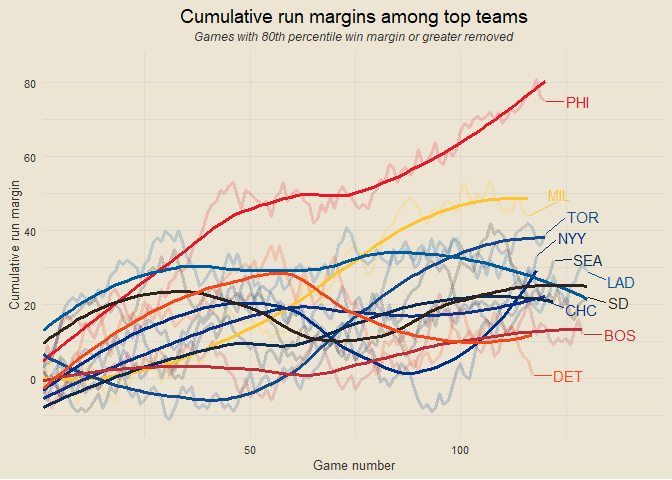 Cumulative run margins among top teams
Games with 80th percentile win margin or greater removed
80
60
40
20
0
Cumulative run margin
PHI
MIL
TOR
NYY
SEA
LAD
SD
CHC
BOS
DET
50
100
Game number